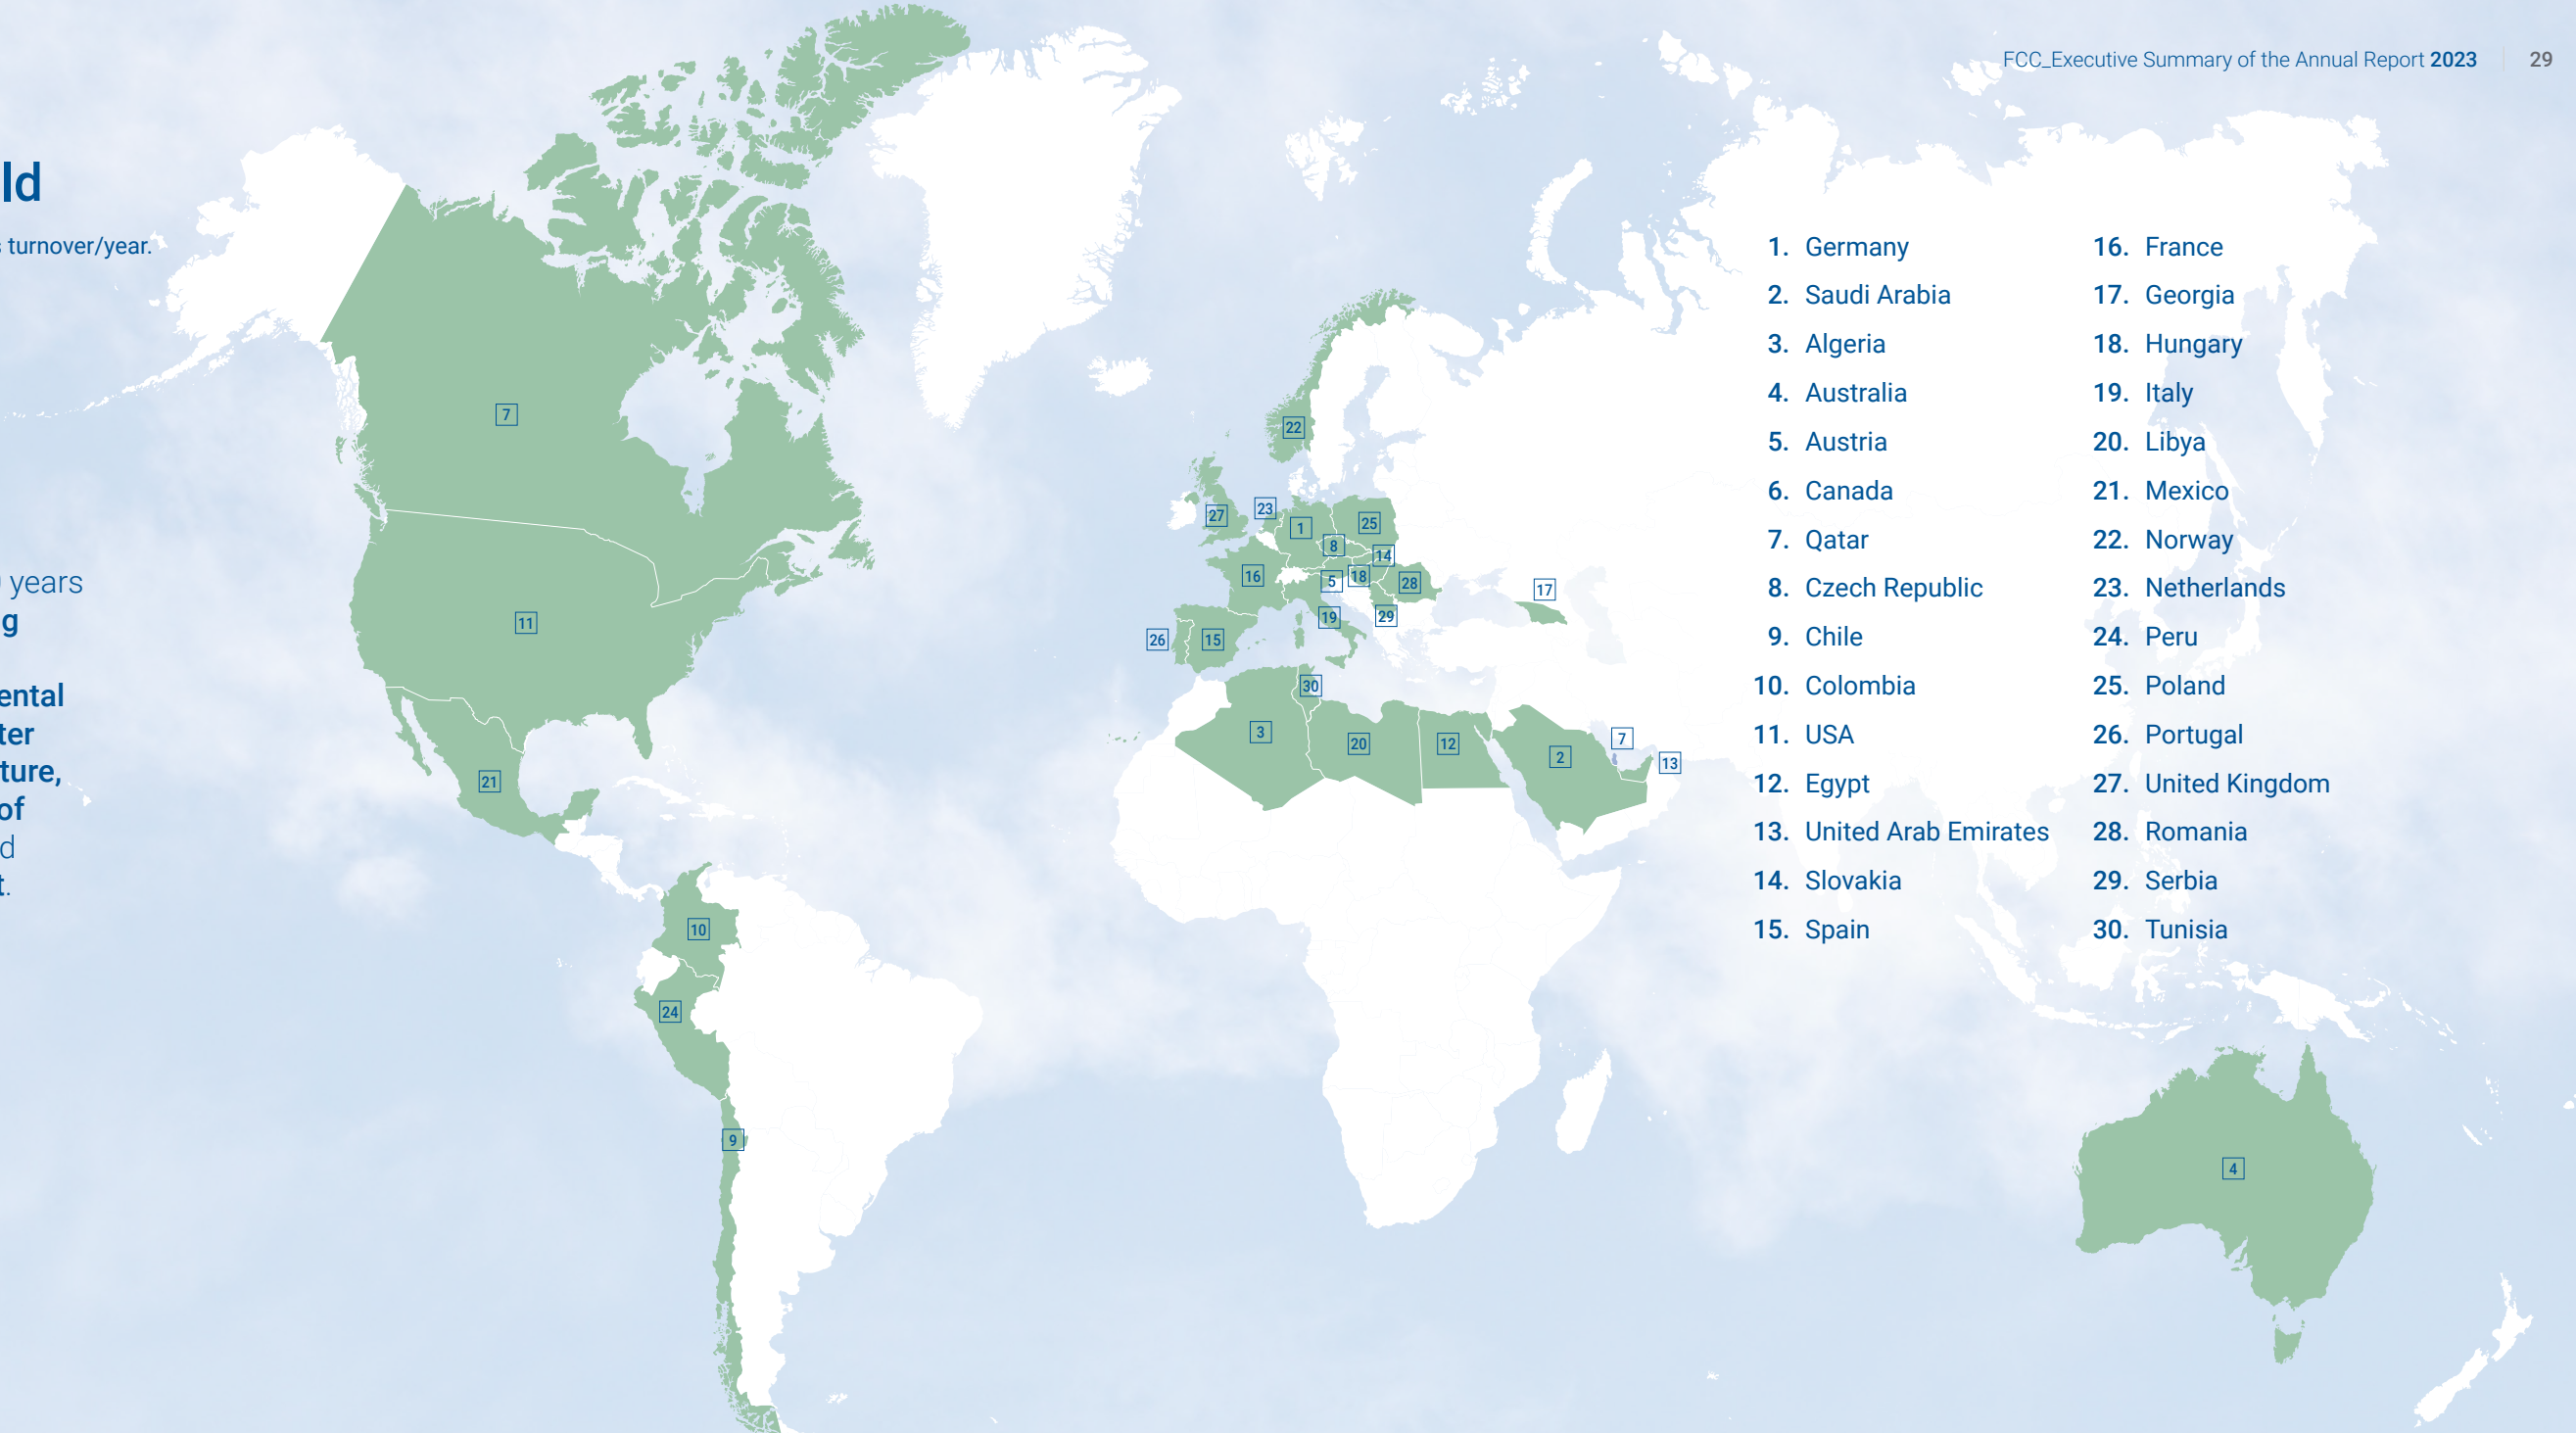 FCC_Executive Summary of the Annual Report 2023 29
ld
turnover/year.
years
g
ental
ter
ture,
of
d
t.
1. Germany
2. Saudi Arabia
3. Algeria
4. Australia
5. Austria
6. Canada
7. Qatar
8. Czech Republic
9. Chile
10. Colombia
11. USA
12. Egypt
13. United Arab Emirates
14. Slovakia
15. Spain
16. France
17. Georgia
18. Hungary
19. Italy
20. Libya
21. Mexico
22. Norway
23. Netherlands
24. Peru
25. Poland
26. Portugal
27. United Kingdom
28. Romania
29. Serbia
30. Tunisia
7
11
21
10
24
9
22
27
23
1
25
8
14
16
5
18
28
17
19
29
26
15
30
3
20
12
2
7
13
4